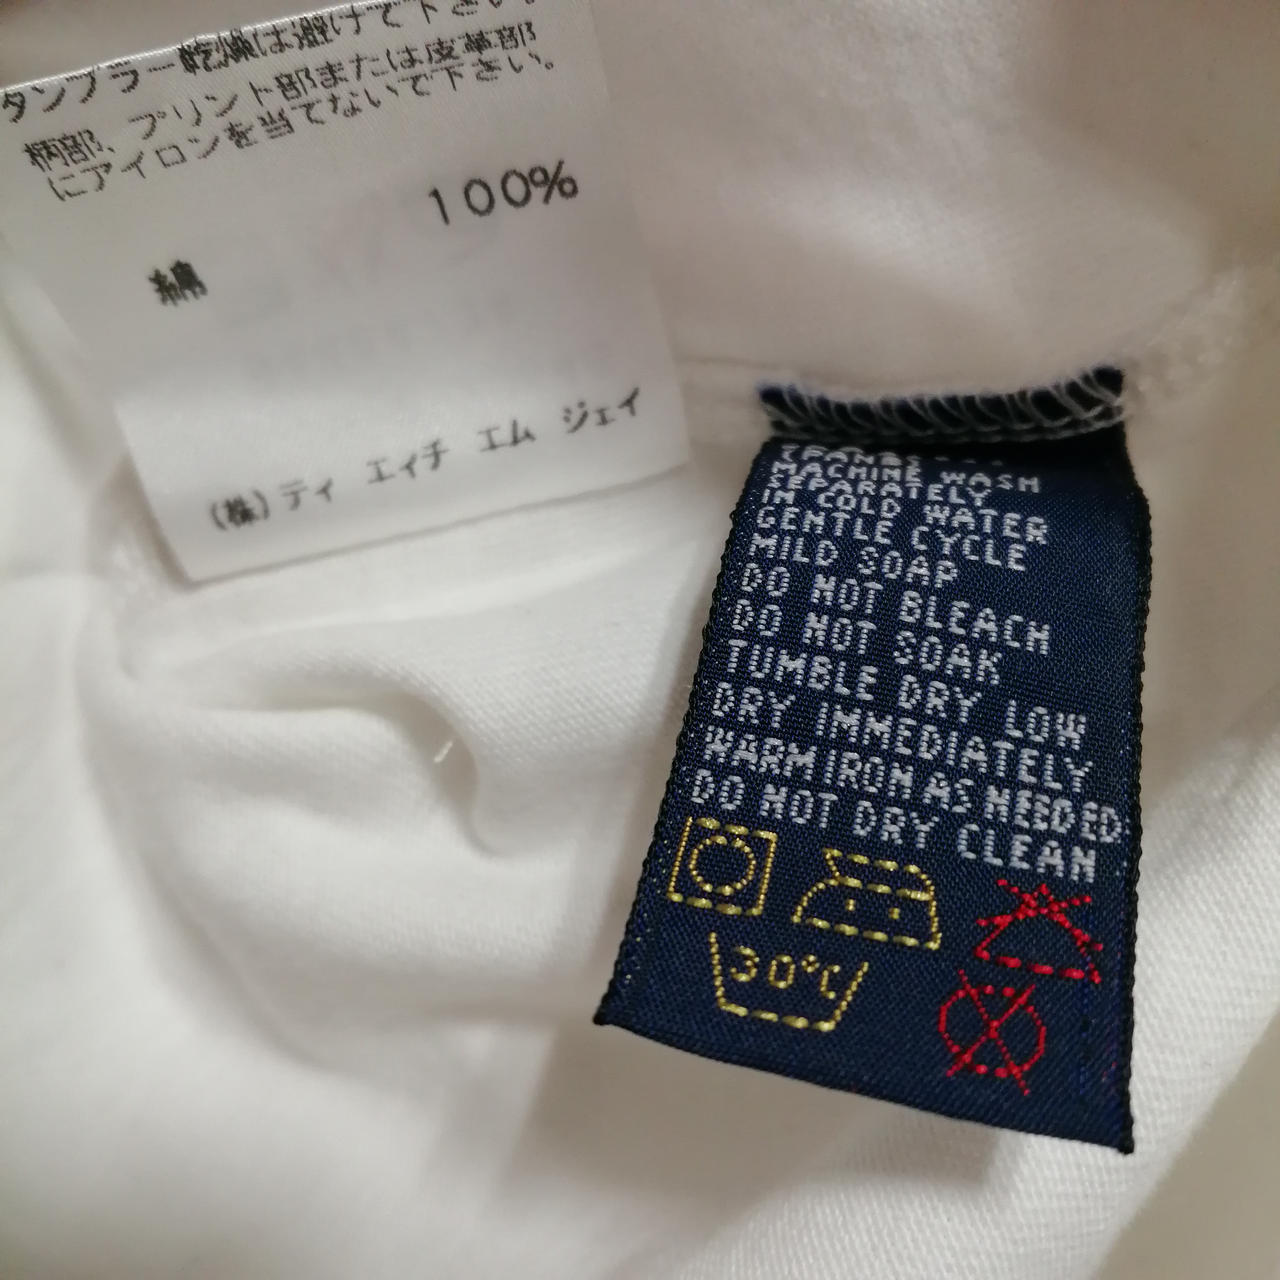 タンブラー乾燥は避けて下さい。
柄部、プリント部または皮革部
にアイロンを当てないで下さい。
100%
綿
(株)ティ エィチ エム ジェイ
MACHINE WASH
SEPARATELY
IN COLD WATER
GENTLE CYCLE
MILD SOAP
DO NOT BLEACH
DO NOT SOAK
TUMBLE DRY LOW
DRY IMMEDIATELY
WARM IRON AS NEEDED
DO NOT DRY CLEAN
30°C